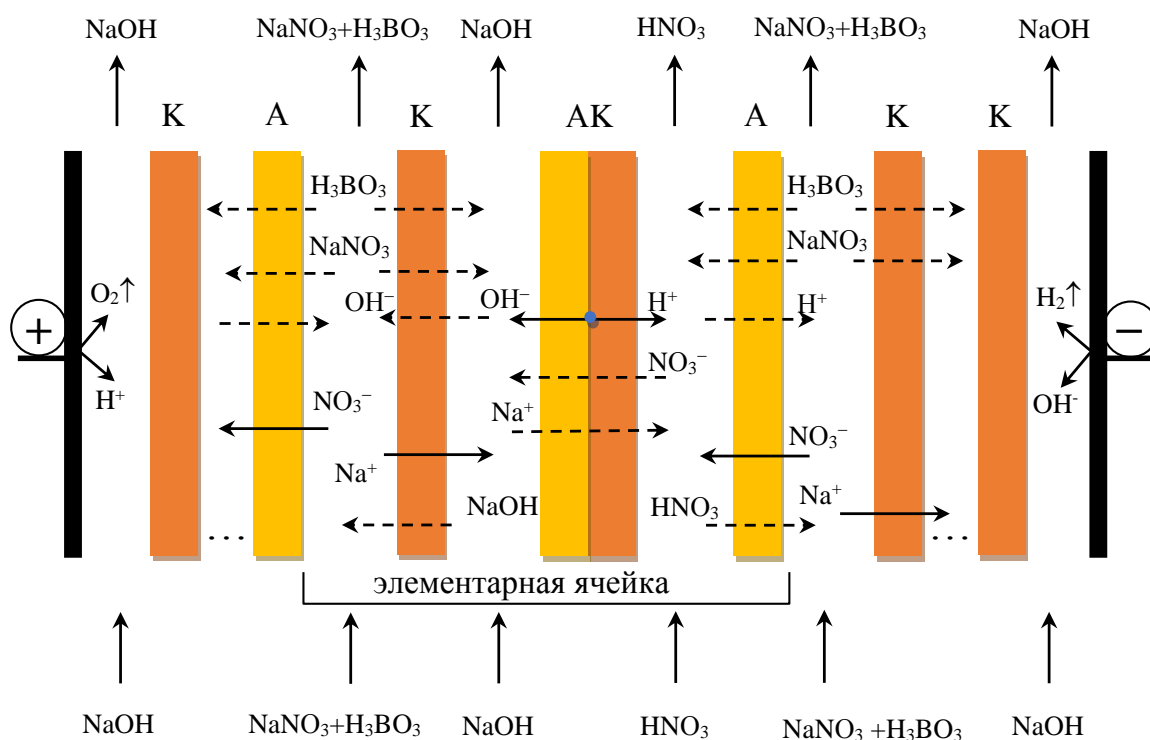 NaOH NaNO₃+H₃BO₃ NaOH HNO₃ NaNO₃+H₃BO₃ NaOH
К А К АК А К К
H₃BO₃ H₃BO₃
NaNO₃ NaNO₃
O₂↑ OH⁻ OH⁻ H⁺ H⁺ H₂↑
+ −
H⁺ NO₃⁻ NO₃⁻ OH⁻
Na⁺ NO₃⁻
Na⁺ NaOH HNO₃ Na⁺
... ...
элементарная ячейка
NaOH NaNO₃+H₃BO₃ NaOH HNO₃ NaNO₃ +H₃BO₃ NaOH